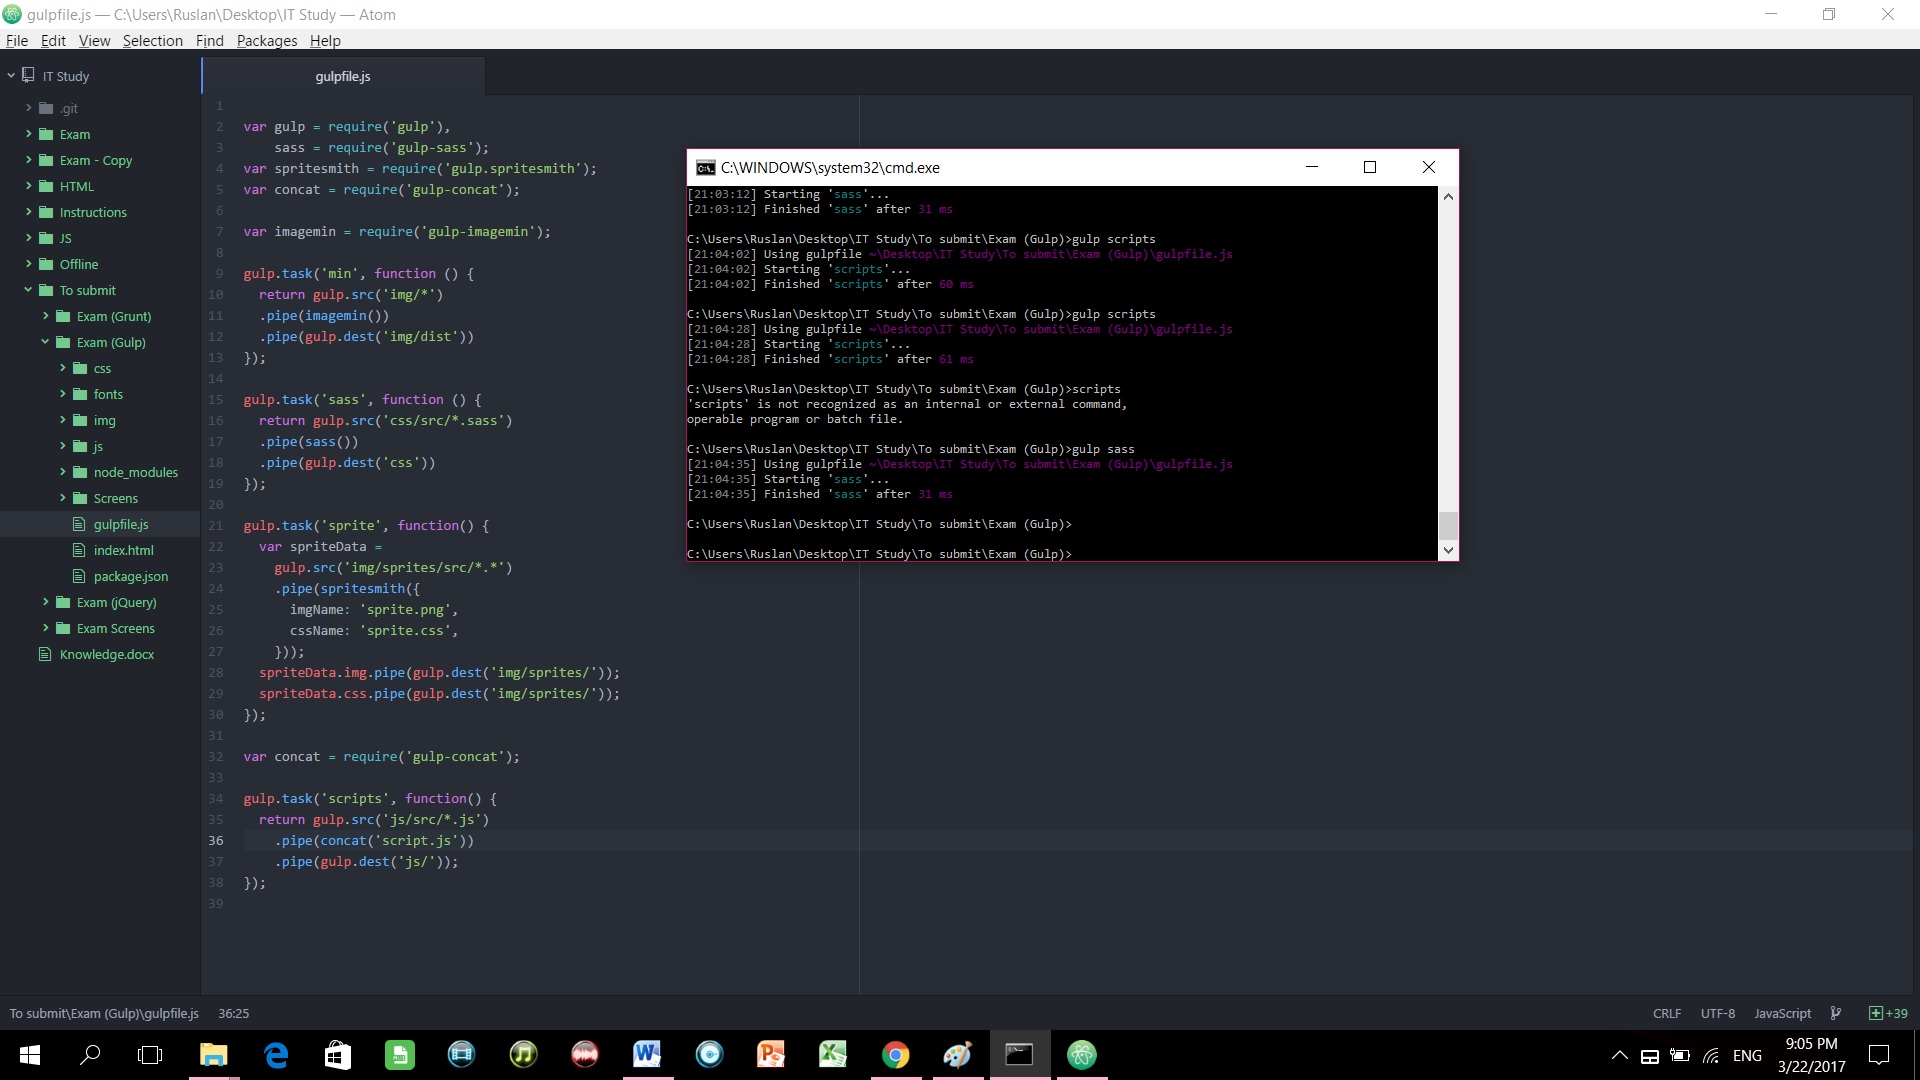 gulpfile.js — C:\Users\Ruslan\Desktop\IT Study — Atom
File Edit View Selection Find Packages Help
IT Study
.git
Exam
Exam - Copy
HTML
Instructions
JS
Offline
To submit
Exam (Grunt)
Exam (Gulp)
css
fonts
img
js
node_modules
Screens
gulpfile.js
index.html
package.json
Exam (jQuery)
Exam Screens
Knowledge.docx
gulpfile.js
1
2 var gulp = require('gulp'),
3 sass = require('gulp-sass');
4 var spritesmith = require('gulp.spritesmith');
5 var concat = require('gulp-concat');
6
7 var imagemin = require('gulp-imagemin');
8
9 gulp.task('min', function () {
10 return gulp.src('img/*')
11 .pipe(imagemin())
12 .pipe(gulp.dest('img/dist'))
13 });
14
15 gulp.task('sass', function () {
16 return gulp.src('css/src/*.sass')
17 .pipe(sass())
18 .pipe(gulp.dest('css'))
19 });
20
21 gulp.task('sprite', function() {
22 var spriteData =
23 gulp.src('img/sprites/src/*.*')
24 .pipe(spritesmith({
25 imgName: 'sprite.png',
26 cssName: 'sprite.css',
27 }));
28 spriteData.img.pipe(gulp.dest('img/sprites/'));
29 spriteData.css.pipe(gulp.dest('img/sprites/'));
30 });
31
32 var concat = require('gulp-concat');
33
34 gulp.task('scripts', function() {
35 return gulp.src('js/src/*.js')
36 .pipe(concat('script.js'))
37 .pipe(gulp.dest('js/'));
38 });
39
C:\WINDOWS\system32\cmd.exe
[21:03:12] Starting 'sass'...
[21:03:12] Finished 'sass' after 31 ms
C:\Users\Ruslan\Desktop\IT Study\To submit\Exam (Gulp)>gulp scripts
[21:04:02] Using gulpfile ~\Desktop\IT Study\To submit\Exam (Gulp)\gulpfile.js
[21:04:02] Starting 'scripts'...
[21:04:02] Finished 'scripts' after 60 ms
C:\Users\Ruslan\Desktop\IT Study\To submit\Exam (Gulp)>gulp scripts
[21:04:28] Using gulpfile ~\Desktop\IT Study\To submit\Exam (Gulp)\gulpfile.js
[21:04:28] Starting 'scripts'...
[21:04:28] Finished 'scripts' after 61 ms
C:\Users\Ruslan\Desktop\IT Study\To submit\Exam (Gulp)>scripts
'scripts' is not recognized as an internal or external command,
operable program or batch file.
C:\Users\Ruslan\Desktop\IT Study\To submit\Exam (Gulp)>gulp sass
[21:04:35] Using gulpfile ~\Desktop\IT Study\To submit\Exam (Gulp)\gulpfile.js
[21:04:35] Starting 'sass'...
[21:04:35] Finished 'sass' after 31 ms
C:\Users\Ruslan\Desktop\IT Study\To submit\Exam (Gulp)>
C:\Users\Ruslan\Desktop\IT Study\To submit\Exam (Gulp)>
To submit\Exam (Gulp)\gulpfile.js 36:25 CRLF UTF-8 JavaScript +39
ENG
9:05 PM
3/22/2017